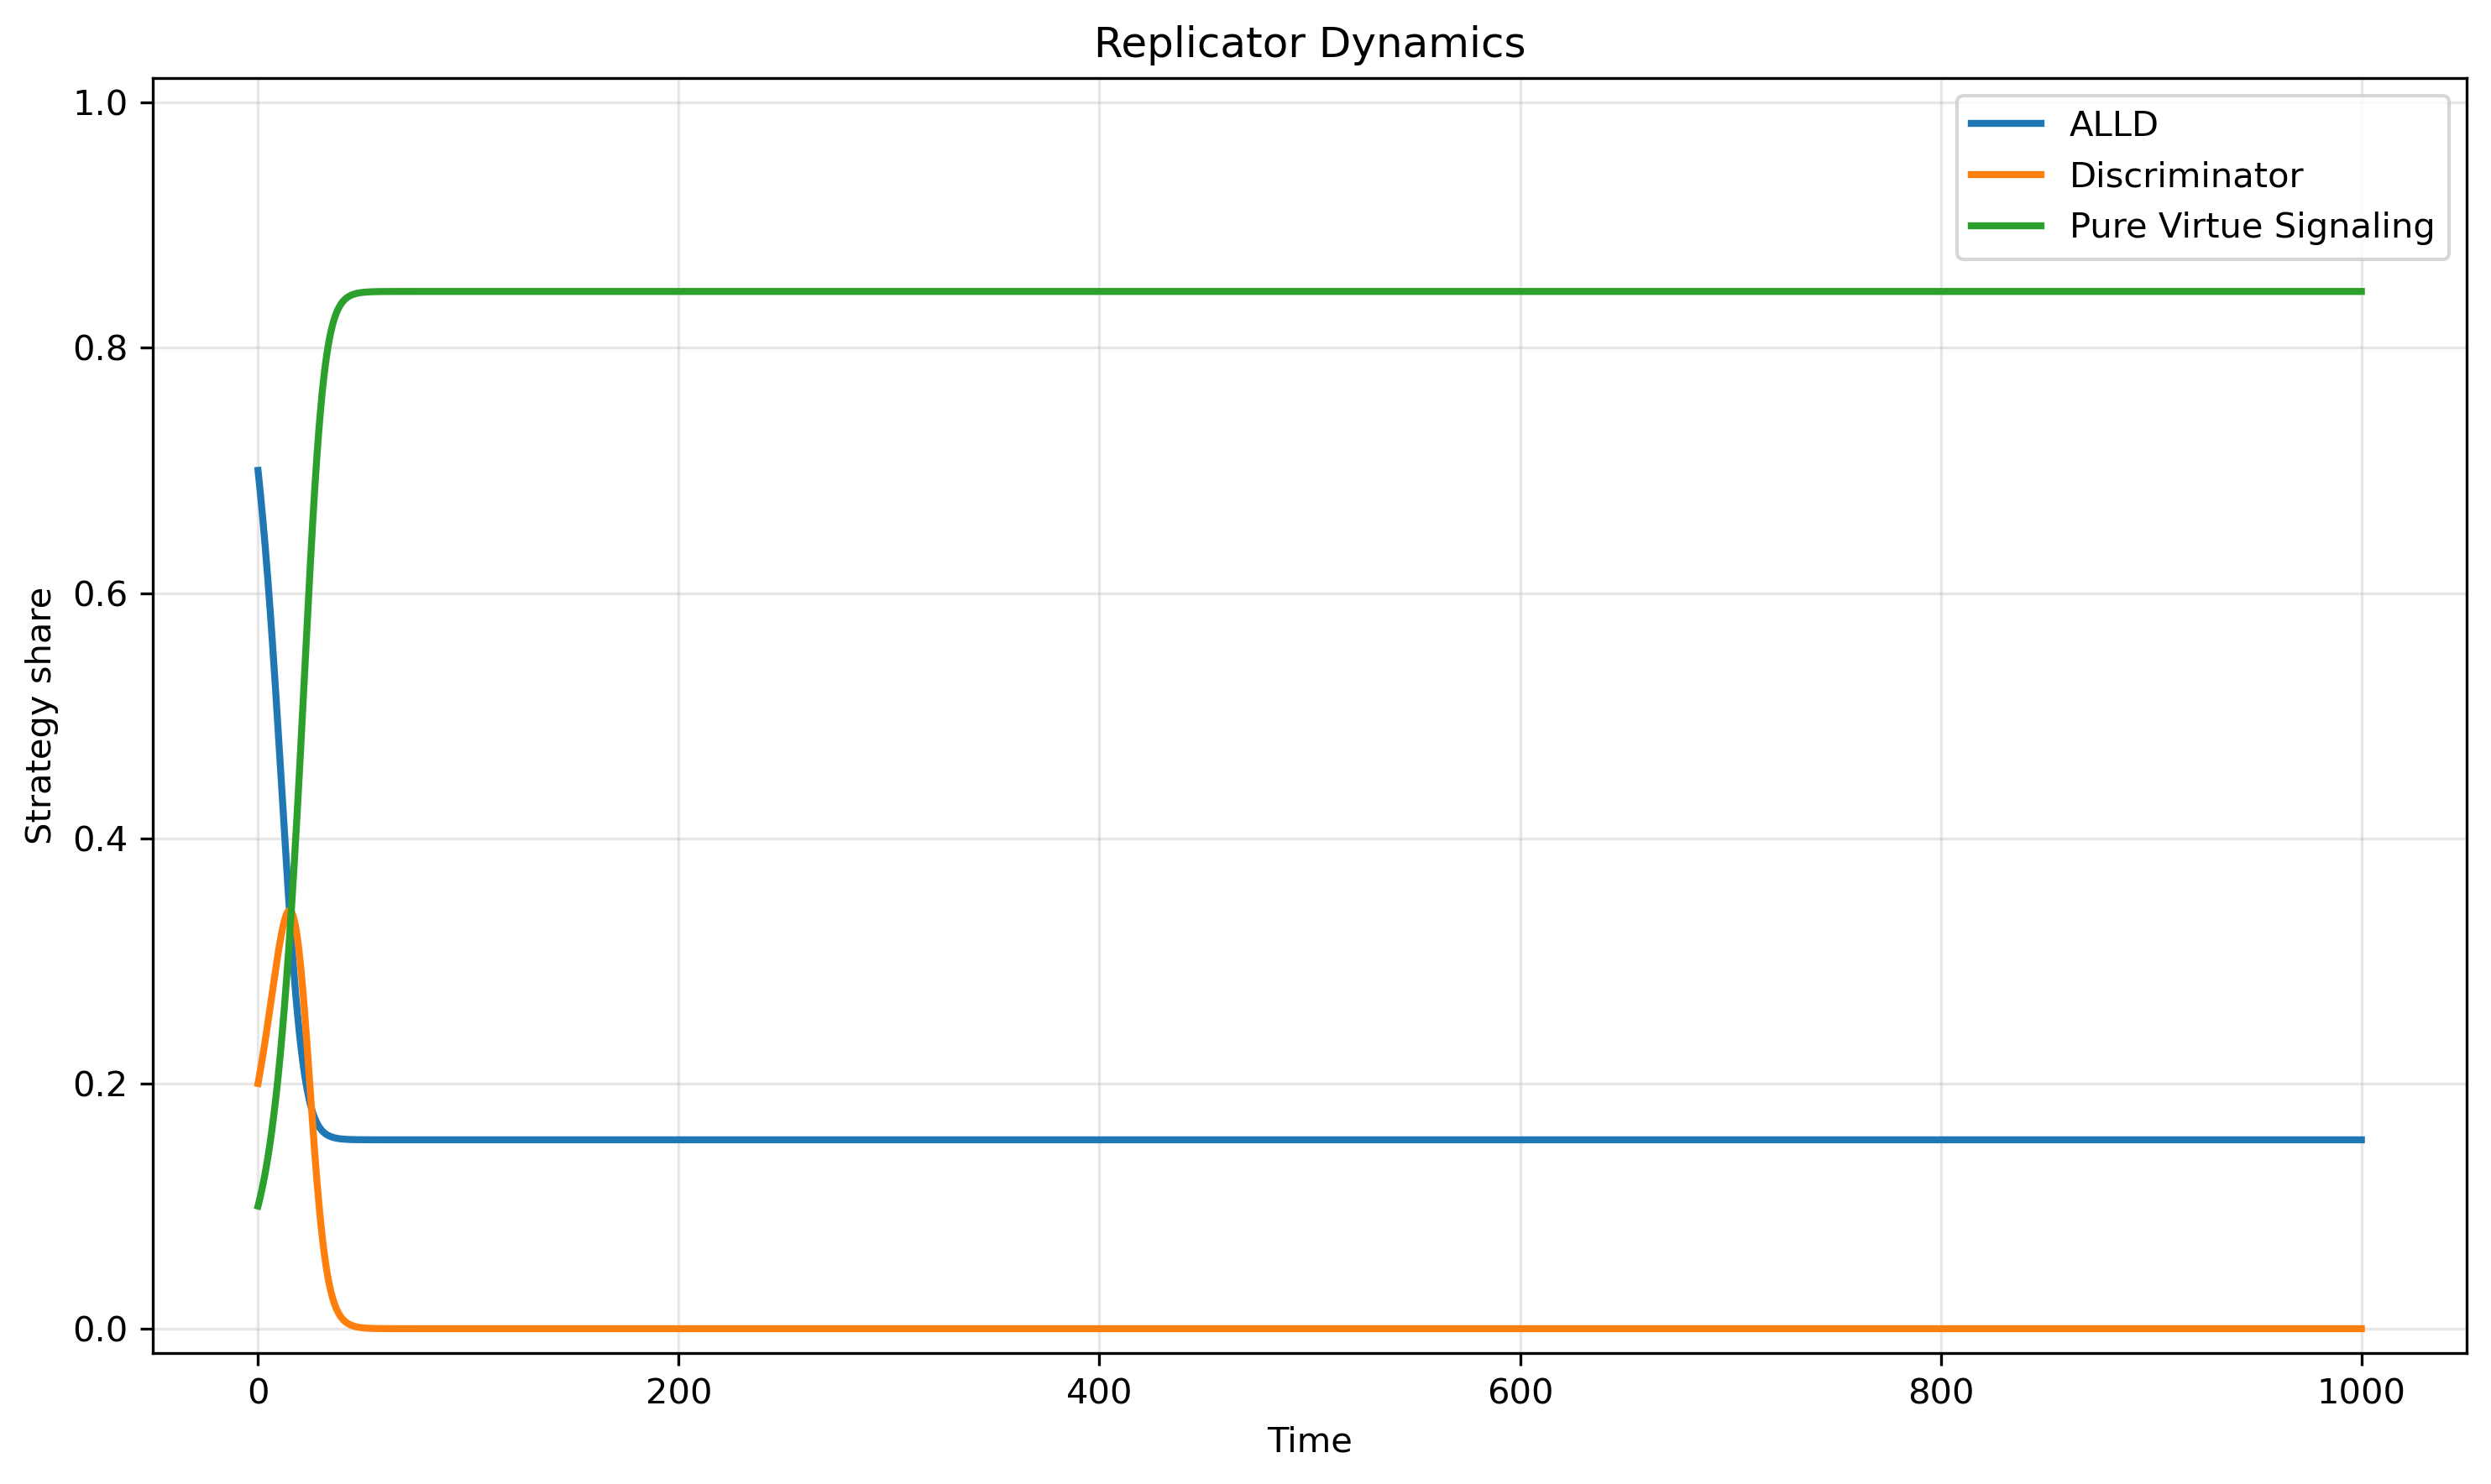 Replicator Dynamics
1.0
0.8
0.6
0.4
0.2
0.0
Strategy share
ALLD
Discriminator
Pure Virtue Signaling
0 200 400 600 800 1000
Time